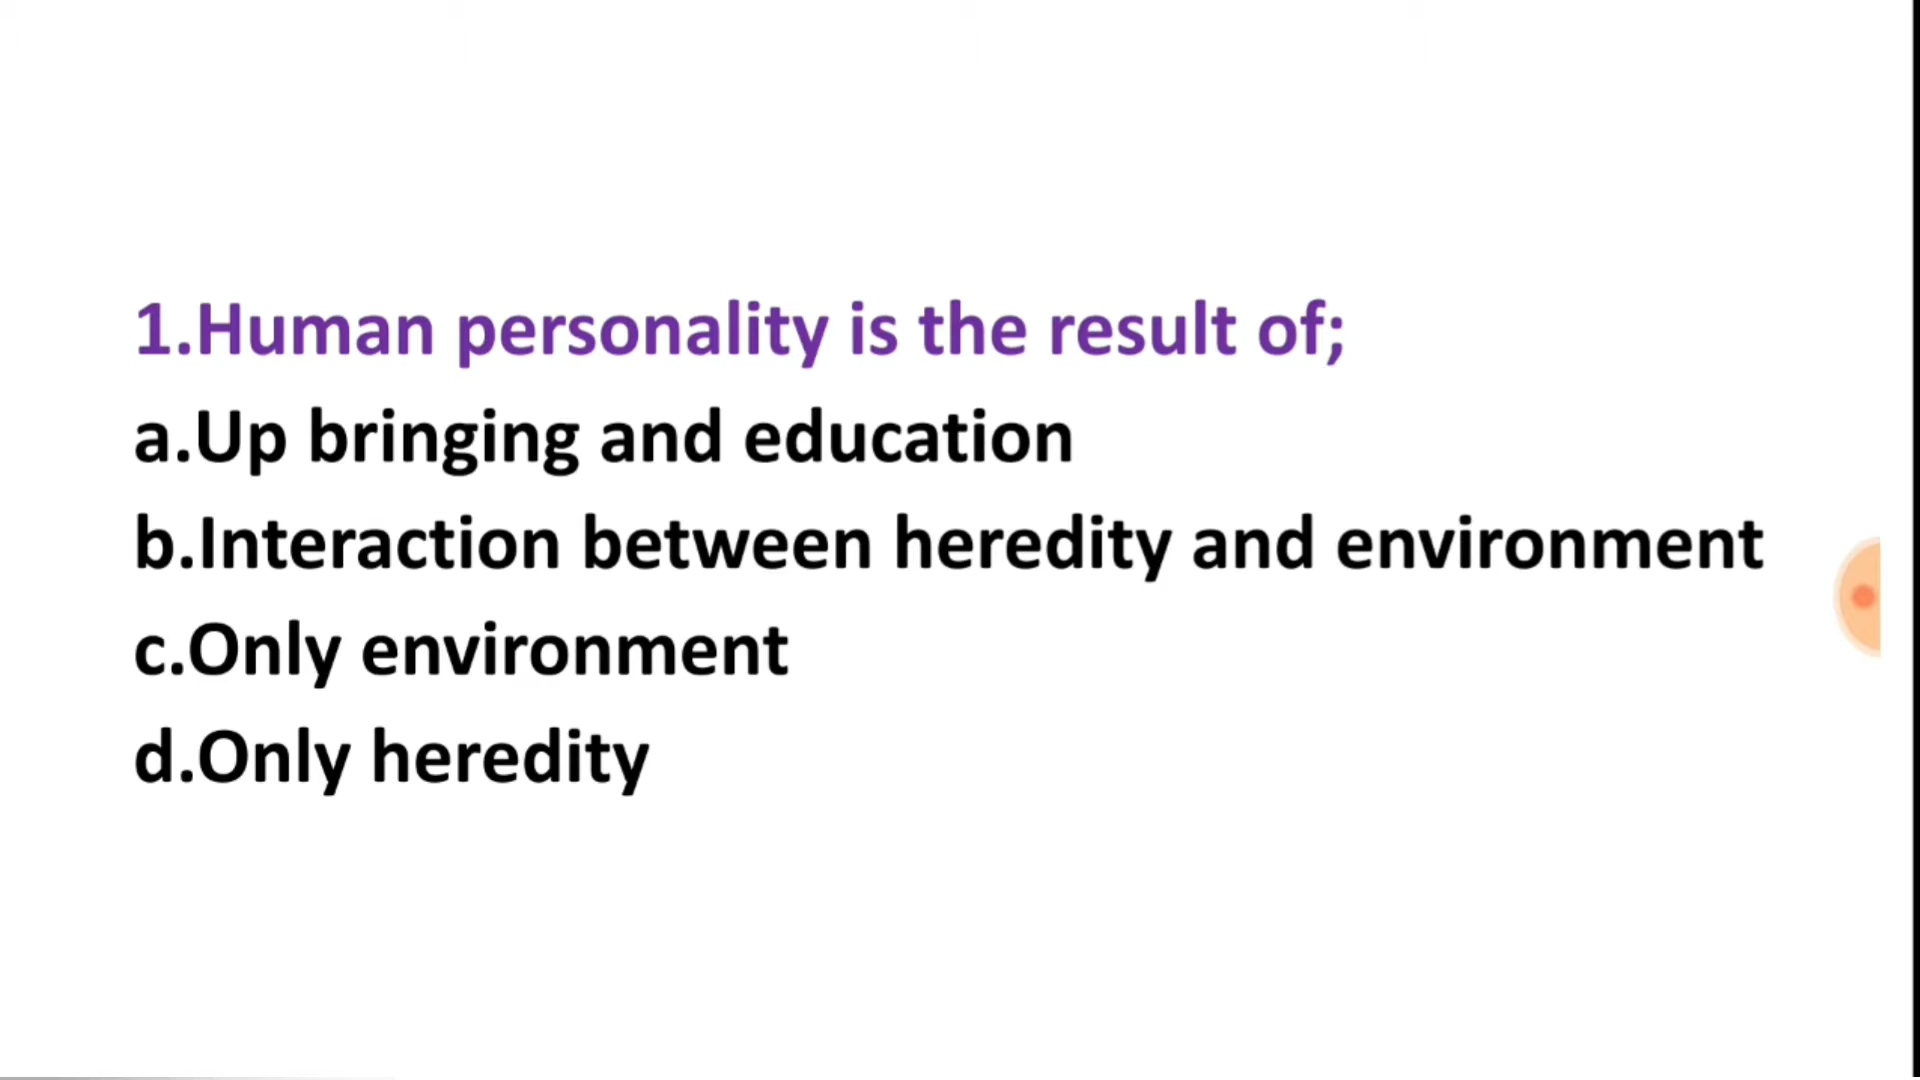 1.Human personality is the result of;
a.Up bringing and education
b.Interaction between heredity and environment
c.Only environment
d.Only heredity